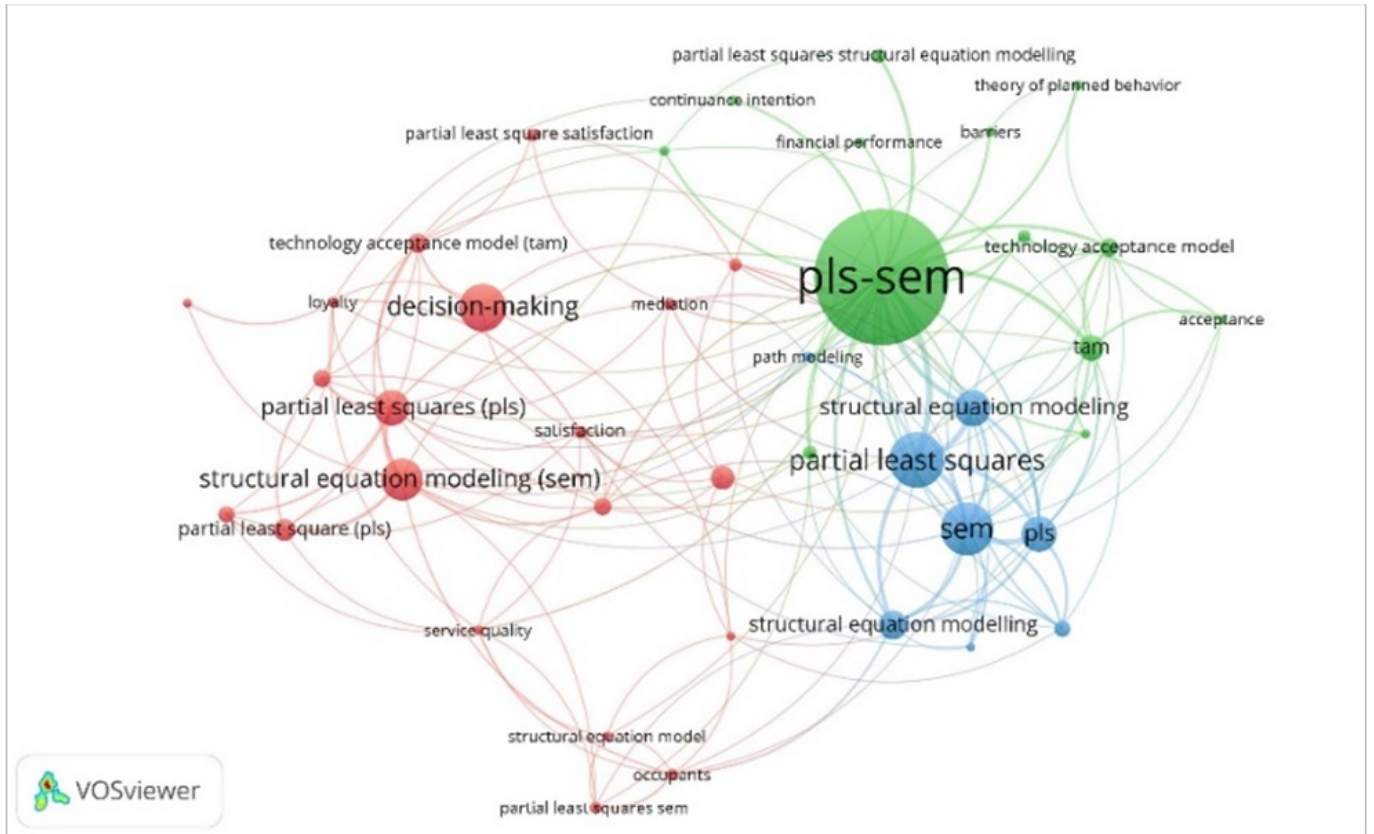 partial least squares structural equation modelling
theory of planned behavior
continuance intention
partial least square satisfaction
barriers
financial performance
technology acceptance model (tam)
technology acceptance model
pls-sem
loyalty
decision-making
mediation
acceptance
tam
path modeling
partial least squares (pls)
structural equation modeling
satisfaction
partial least squares
structural equation modeling (sem)
partial least square (pls)
sem
pls
service quality
structural equation modelling
structural equation model
occupants
partial least squares sem
VOSviewer